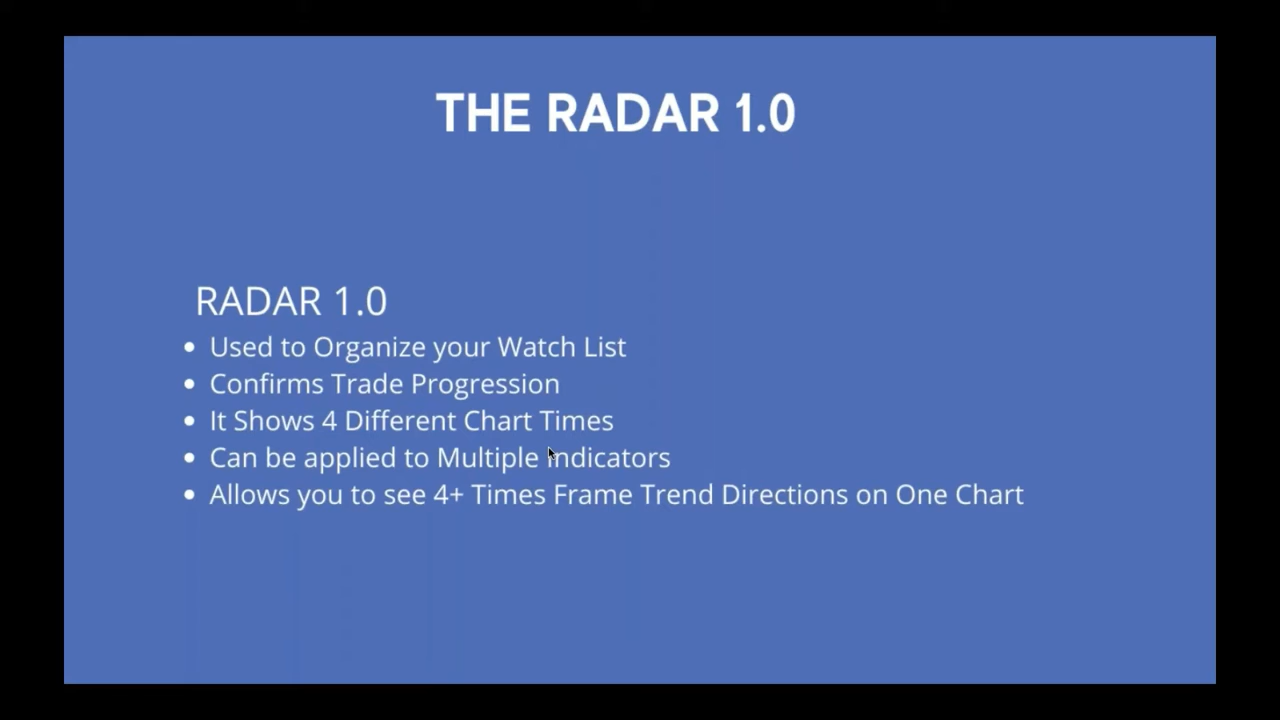 THE RADAR 1.0
RADAR 1.0
Used to Organize your Watch List
Confirms Trade Progression
It Shows 4 Different Chart Times
Can be applied to Multiple Indicators
Allows you to see 4+ Times Frame Trend Directions on One Chart